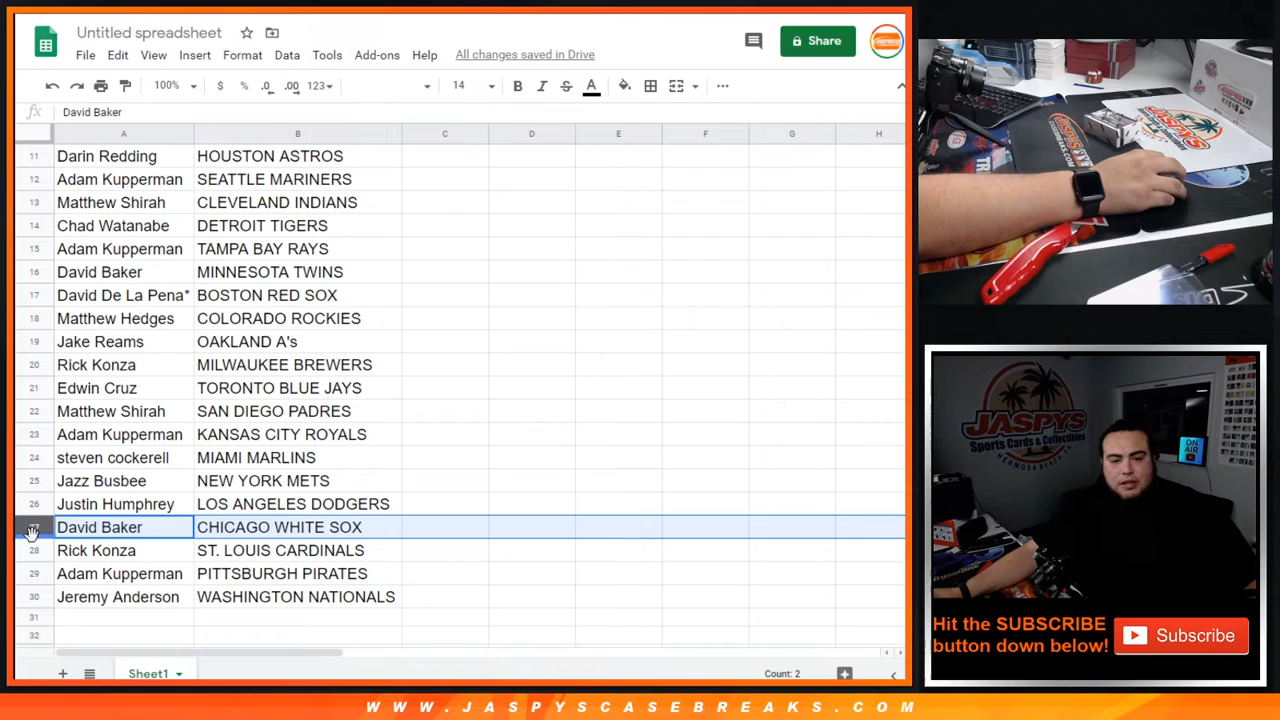 Untitled spreadsheet
File Edit View Insert Format Data Tools Add-ons Help All changes saved in Drive
Share
100% $ % .0 .00 123 14 B I S A
fx David Baker
A B C D E F G H
11 Darin Redding HOUSTON ASTROS
12 Adam Kupperman SEATTLE MARINERS
13 Matthew Shirah CLEVELAND INDIANS
14 Chad Watanabe DETROIT TIGERS
15 Adam Kupperman TAMPA BAY RAYS
16 David Baker MINNESOTA TWINS
17 David De La Pena* BOSTON RED SOX
18 Matthew Hedges COLORADO ROCKIES
19 Jake Reams OAKLAND A's
20 Rick Konza MILWAUKEE BREWERS
21 Edwin Cruz TORONTO BLUE JAYS
22 Matthew Shirah SAN DIEGO PADRES
23 Adam Kupperman KANSAS CITY ROYALS
24 steven cockerell MIAMI MARLINS
25 Jazz Busbee NEW YORK METS
26 Justin Humphrey LOS ANGELES DODGERS
27 David Baker CHICAGO WHITE SOX
28 Rick Konza ST. LOUIS CARDINALS
29 Adam Kupperman PITTSBURGH PIRATES
30 Jeremy Anderson WASHINGTON NATIONALS
31
32
Sheet1
Count: 2
JASPYS
CASEBREAKS.COM
JASPYS
Sports Cards & Collectibles
HERMOSA BEACH, CA
ON AIR
Hit the SUBSCRIBE
button down below!
Subscribe
WWW.JASPYSCASEBREAKS.COM